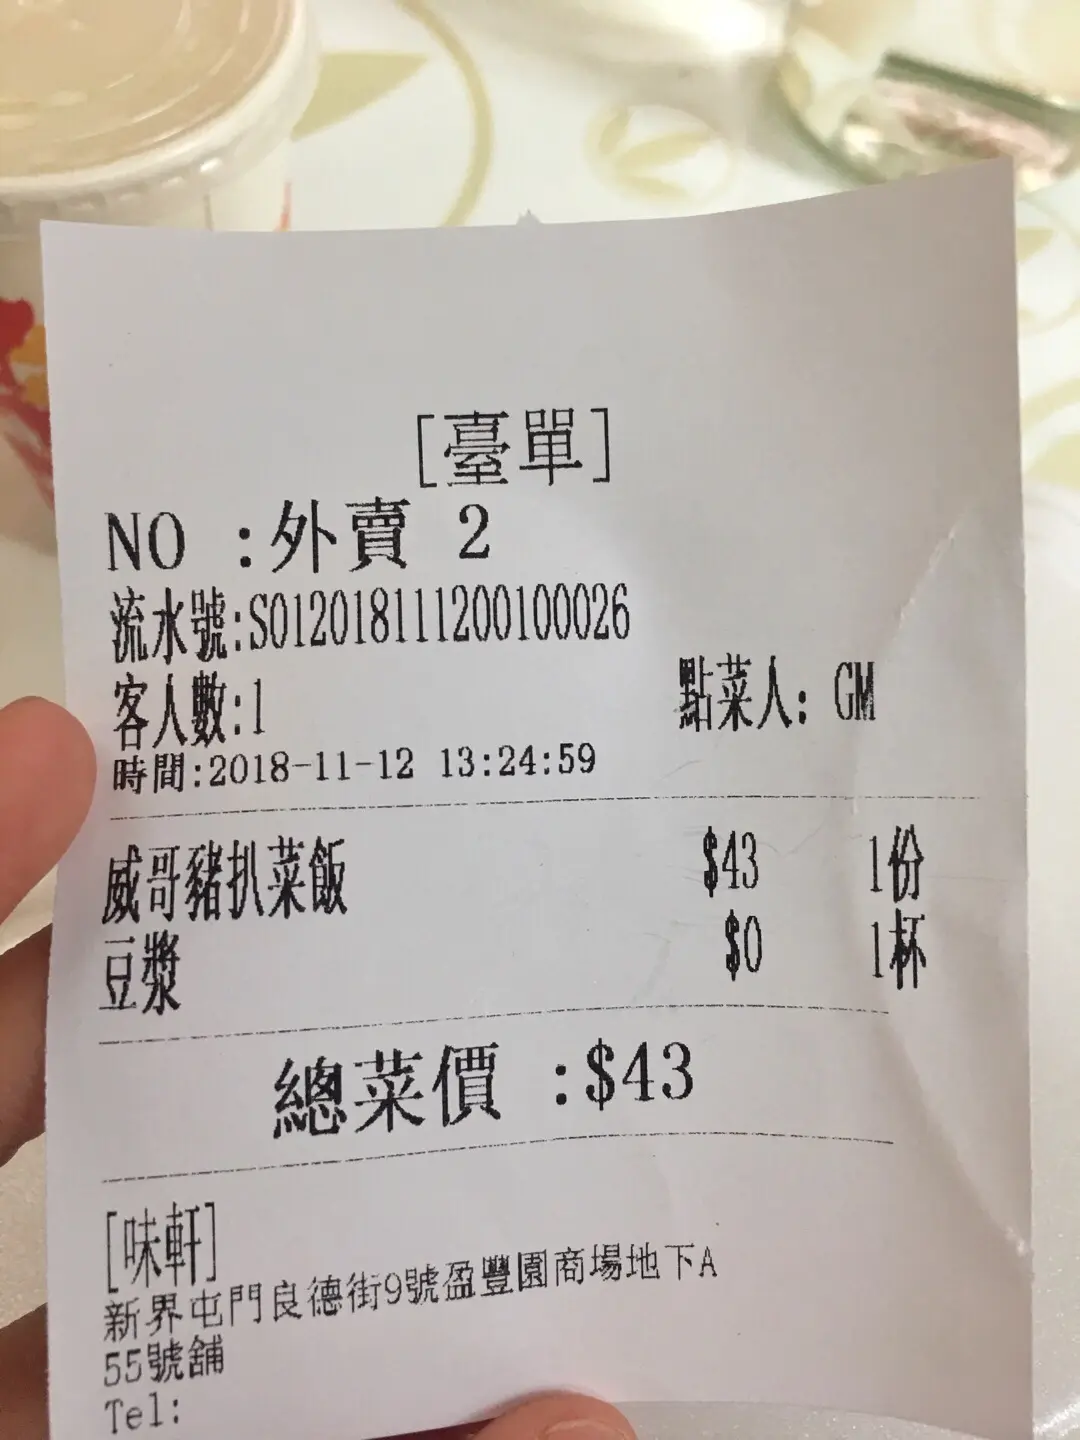 [臺單]
NO :外賣 2
流水號:S01201811200100026
客人數:1 點菜人: GM
時間:2018-11-12 13:24:59
威哥豬扒菜飯 $43 1份
豆漿 $0 1杯
總菜價 :$43
[味軒]
新界屯門良德街9號盈豐園商場地下A
55號舖
Tel: